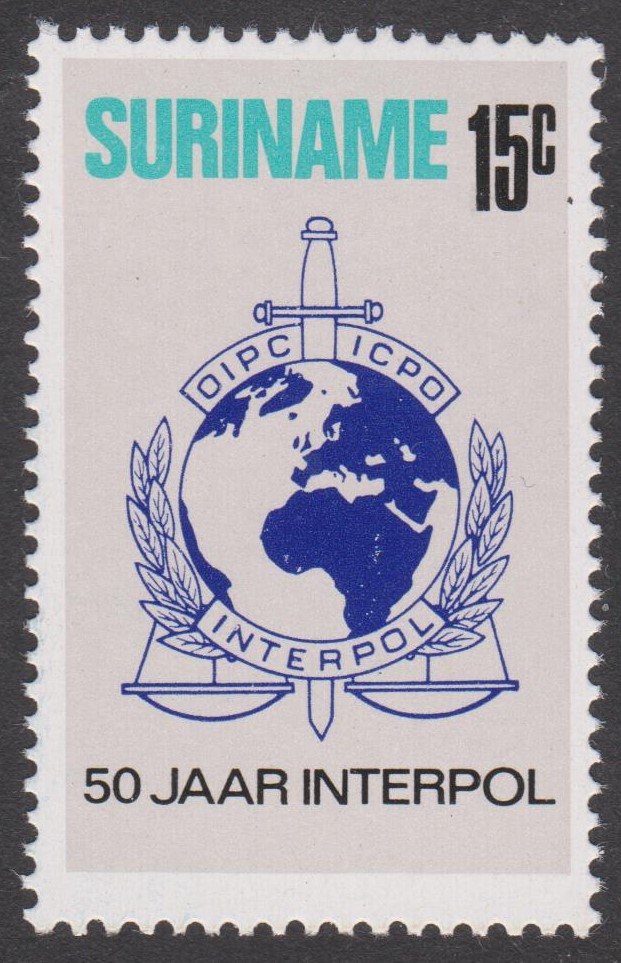 SURINAME 15C
OIPC ICPO
INTERPOL
50 JAAR INTERPOL